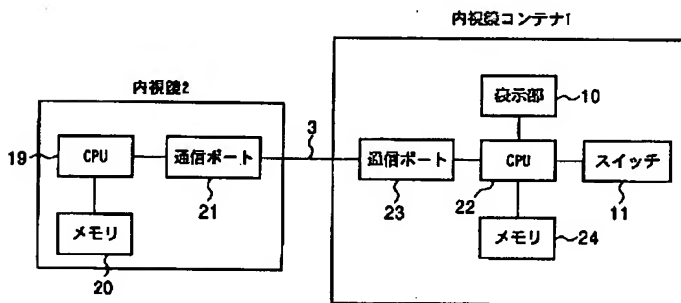 内視鏡コンテナ1
内視鏡2
表示部
10
3
19
CPU
通信ポート
通信ポート
CPU
スイッチ
21
23
22
11
メモリ
メモリ
24
20